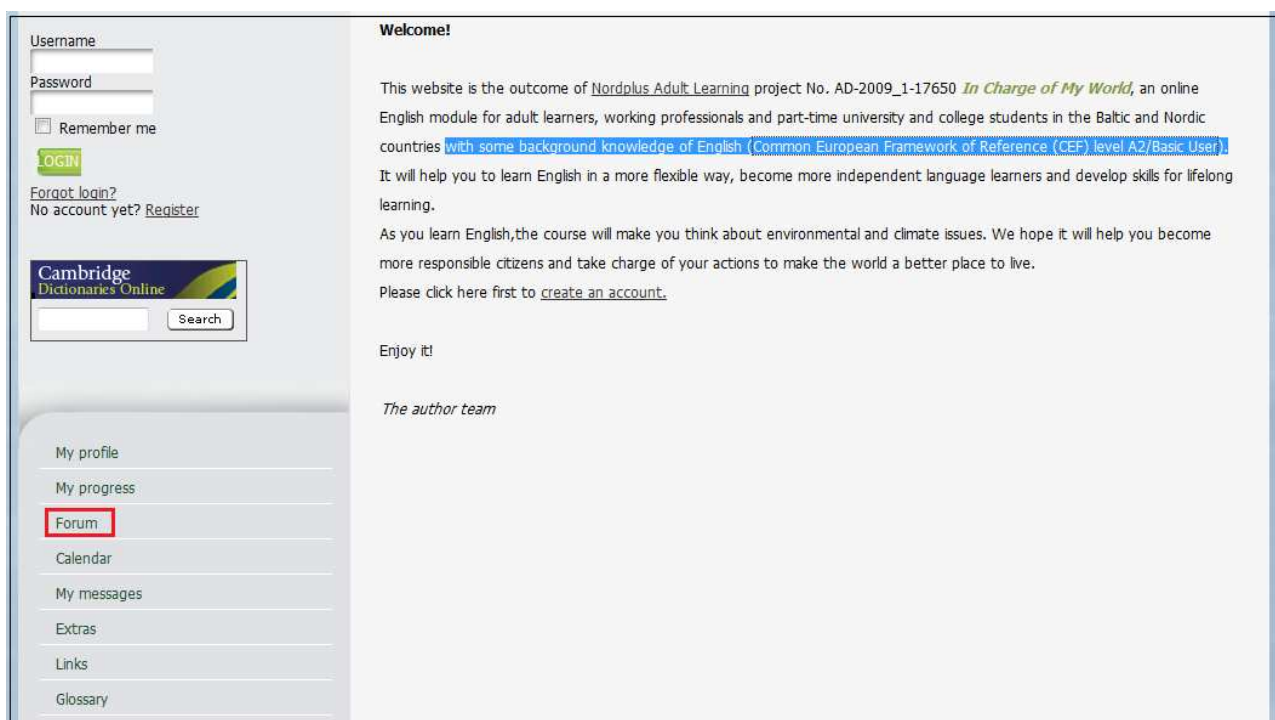 Username
Password
Remember me
LOGIN
Forgot login?
No account yet? Register
Cambridge
Dictionaries Online
Search
My profile
My progress
Forum
Calendar
My messages
Extras
Links
Glossary
Welcome!
This website is the outcome of Nordplus Adult Learning project No. AD-2009_1-17650 In Charge of My World, an online
English module for adult learners, working professionals and part-time university and college students in the Baltic and Nordic
countries with some background knowledge of English (Common European Framework of Reference (CEF) level A2/Basic User).
It will help you to learn English in a more flexible way, become more independent language learners and develop skills for lifelong
learning.
As you learn English,the course will make you think about environmental and climate issues. We hope it will help you become
more responsible citizens and take charge of your actions to make the world a better place to live.
Please click here first to create an account.
Enjoy it!
The author team